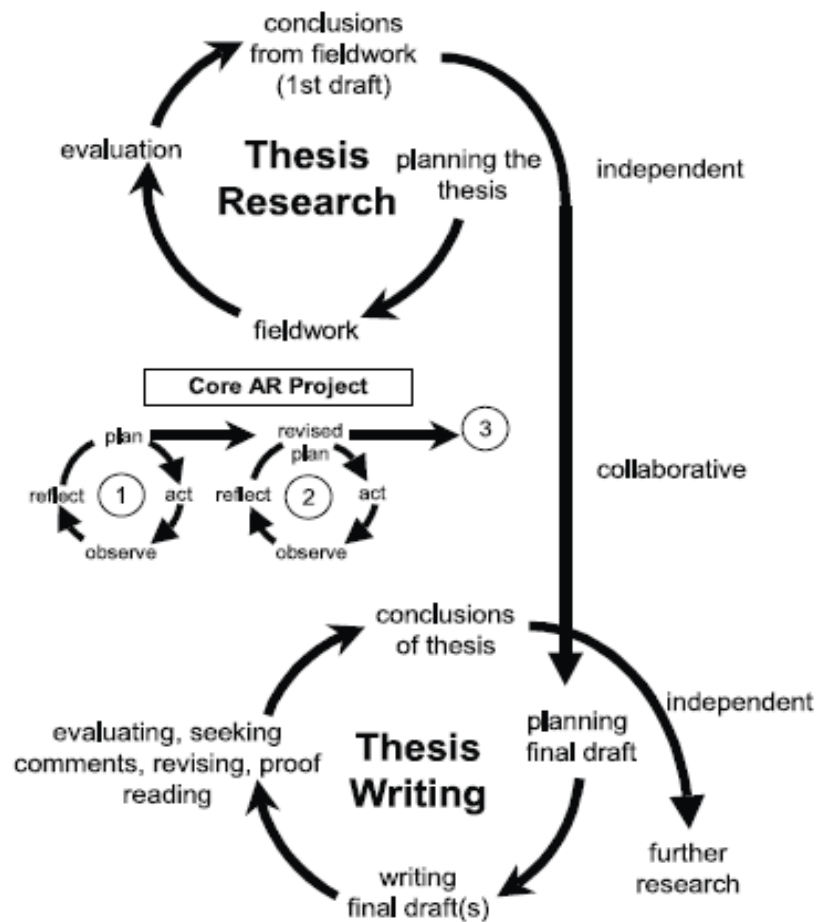 conclusions
from fieldwork
(1st draft)
evaluation
Thesis
Research
planning the
thesis
independent
fieldwork
Core AR Project
plan
revised
plan
3
reflect
1
act
reflect
2
act
collaborative
observe
observe
conclusions
of thesis
independent
evaluating, seeking
comments, revising, proof
reading
Thesis
Writing
planning
final draft
writing
final draft(s)
further
research